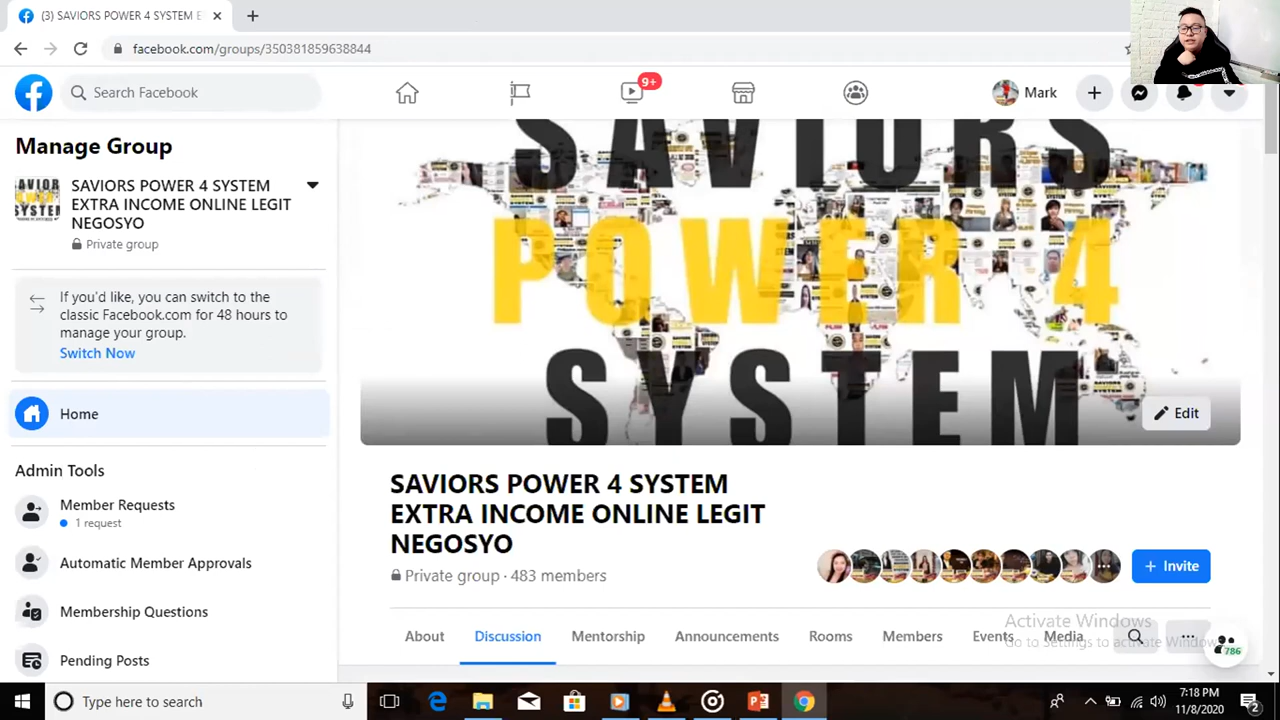 (3) SAVIORS POWER 4 SYSTEM E
facebook.com/groups/350381859638844
Search Facebook
9+
Mark
Manage Group
SAVIORS POWER 4 SYSTEM
EXTRA INCOME ONLINE LEGIT
NEGOSYO
Private group
If you'd like, you can switch to the
classic Facebook.com for 48 hours to
manage your group.
Switch Now
Home
Admin Tools
Member Requests
1 request
Automatic Member Approvals
Membership Questions
Pending Posts
SAVIORS
POWER 4
SYSTEM
Edit
SAVIORS POWER 4 SYSTEM
EXTRA INCOME ONLINE LEGIT
NEGOSYO
Private group · 483 members
+ Invite
About Discussion Mentorship Announcements Rooms Members Events Media
Activate Windows
Go to Settings to activate Windows.
786
Type here to search
7:18 PM
11/8/2020
2